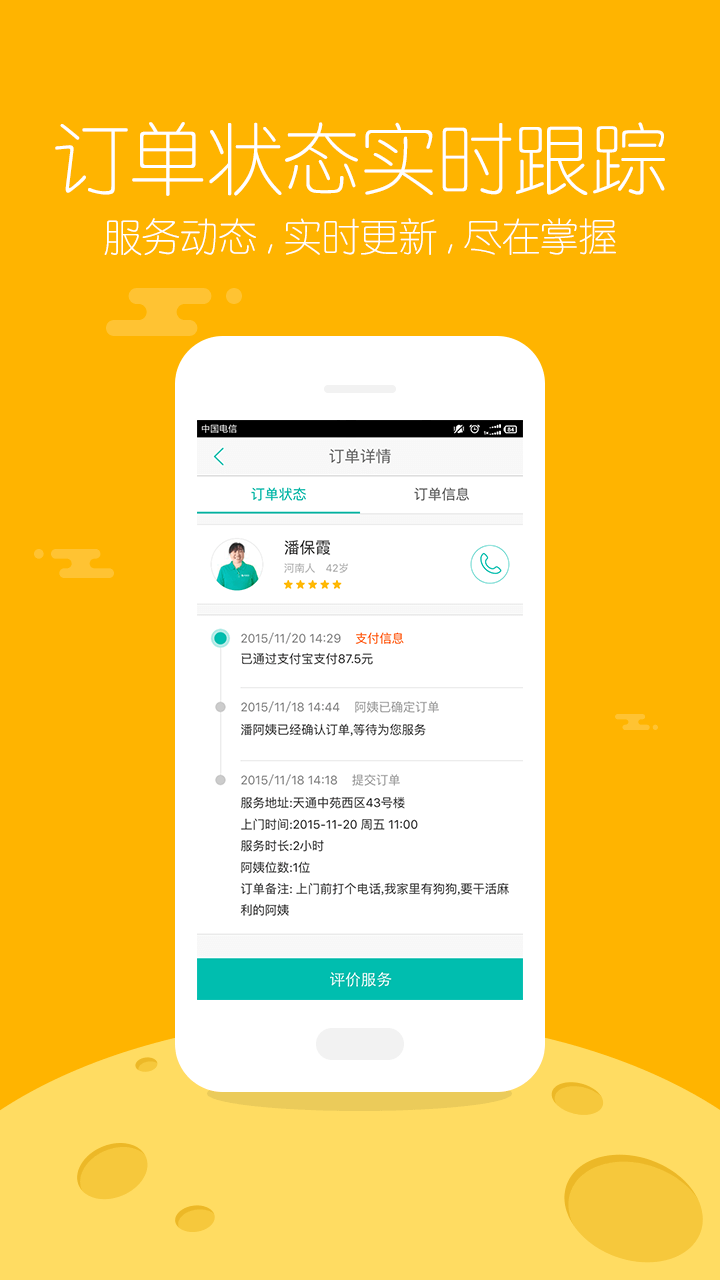 订单状态实时跟踪
服务动态,实时更新,尽在掌握
中国电信
84
订单详情
订单状态 订单信息
潘保霞
河南人 42岁
2015/11/20 14:29 支付信息
已通过支付宝支付87.5元
2015/11/18 14:44 阿姨已确定订单
潘阿姨已经确认订单,等待为您服务
2015/11/18 14:18 提交订单
服务地址:天通中苑西区43号楼
上门时间:2015-11-20 周五 11:00
服务时长:2小时
阿姨位数:1位
订单备注: 上门前打个电话,我家里有狗狗,要干活麻
利的阿姨
评价服务